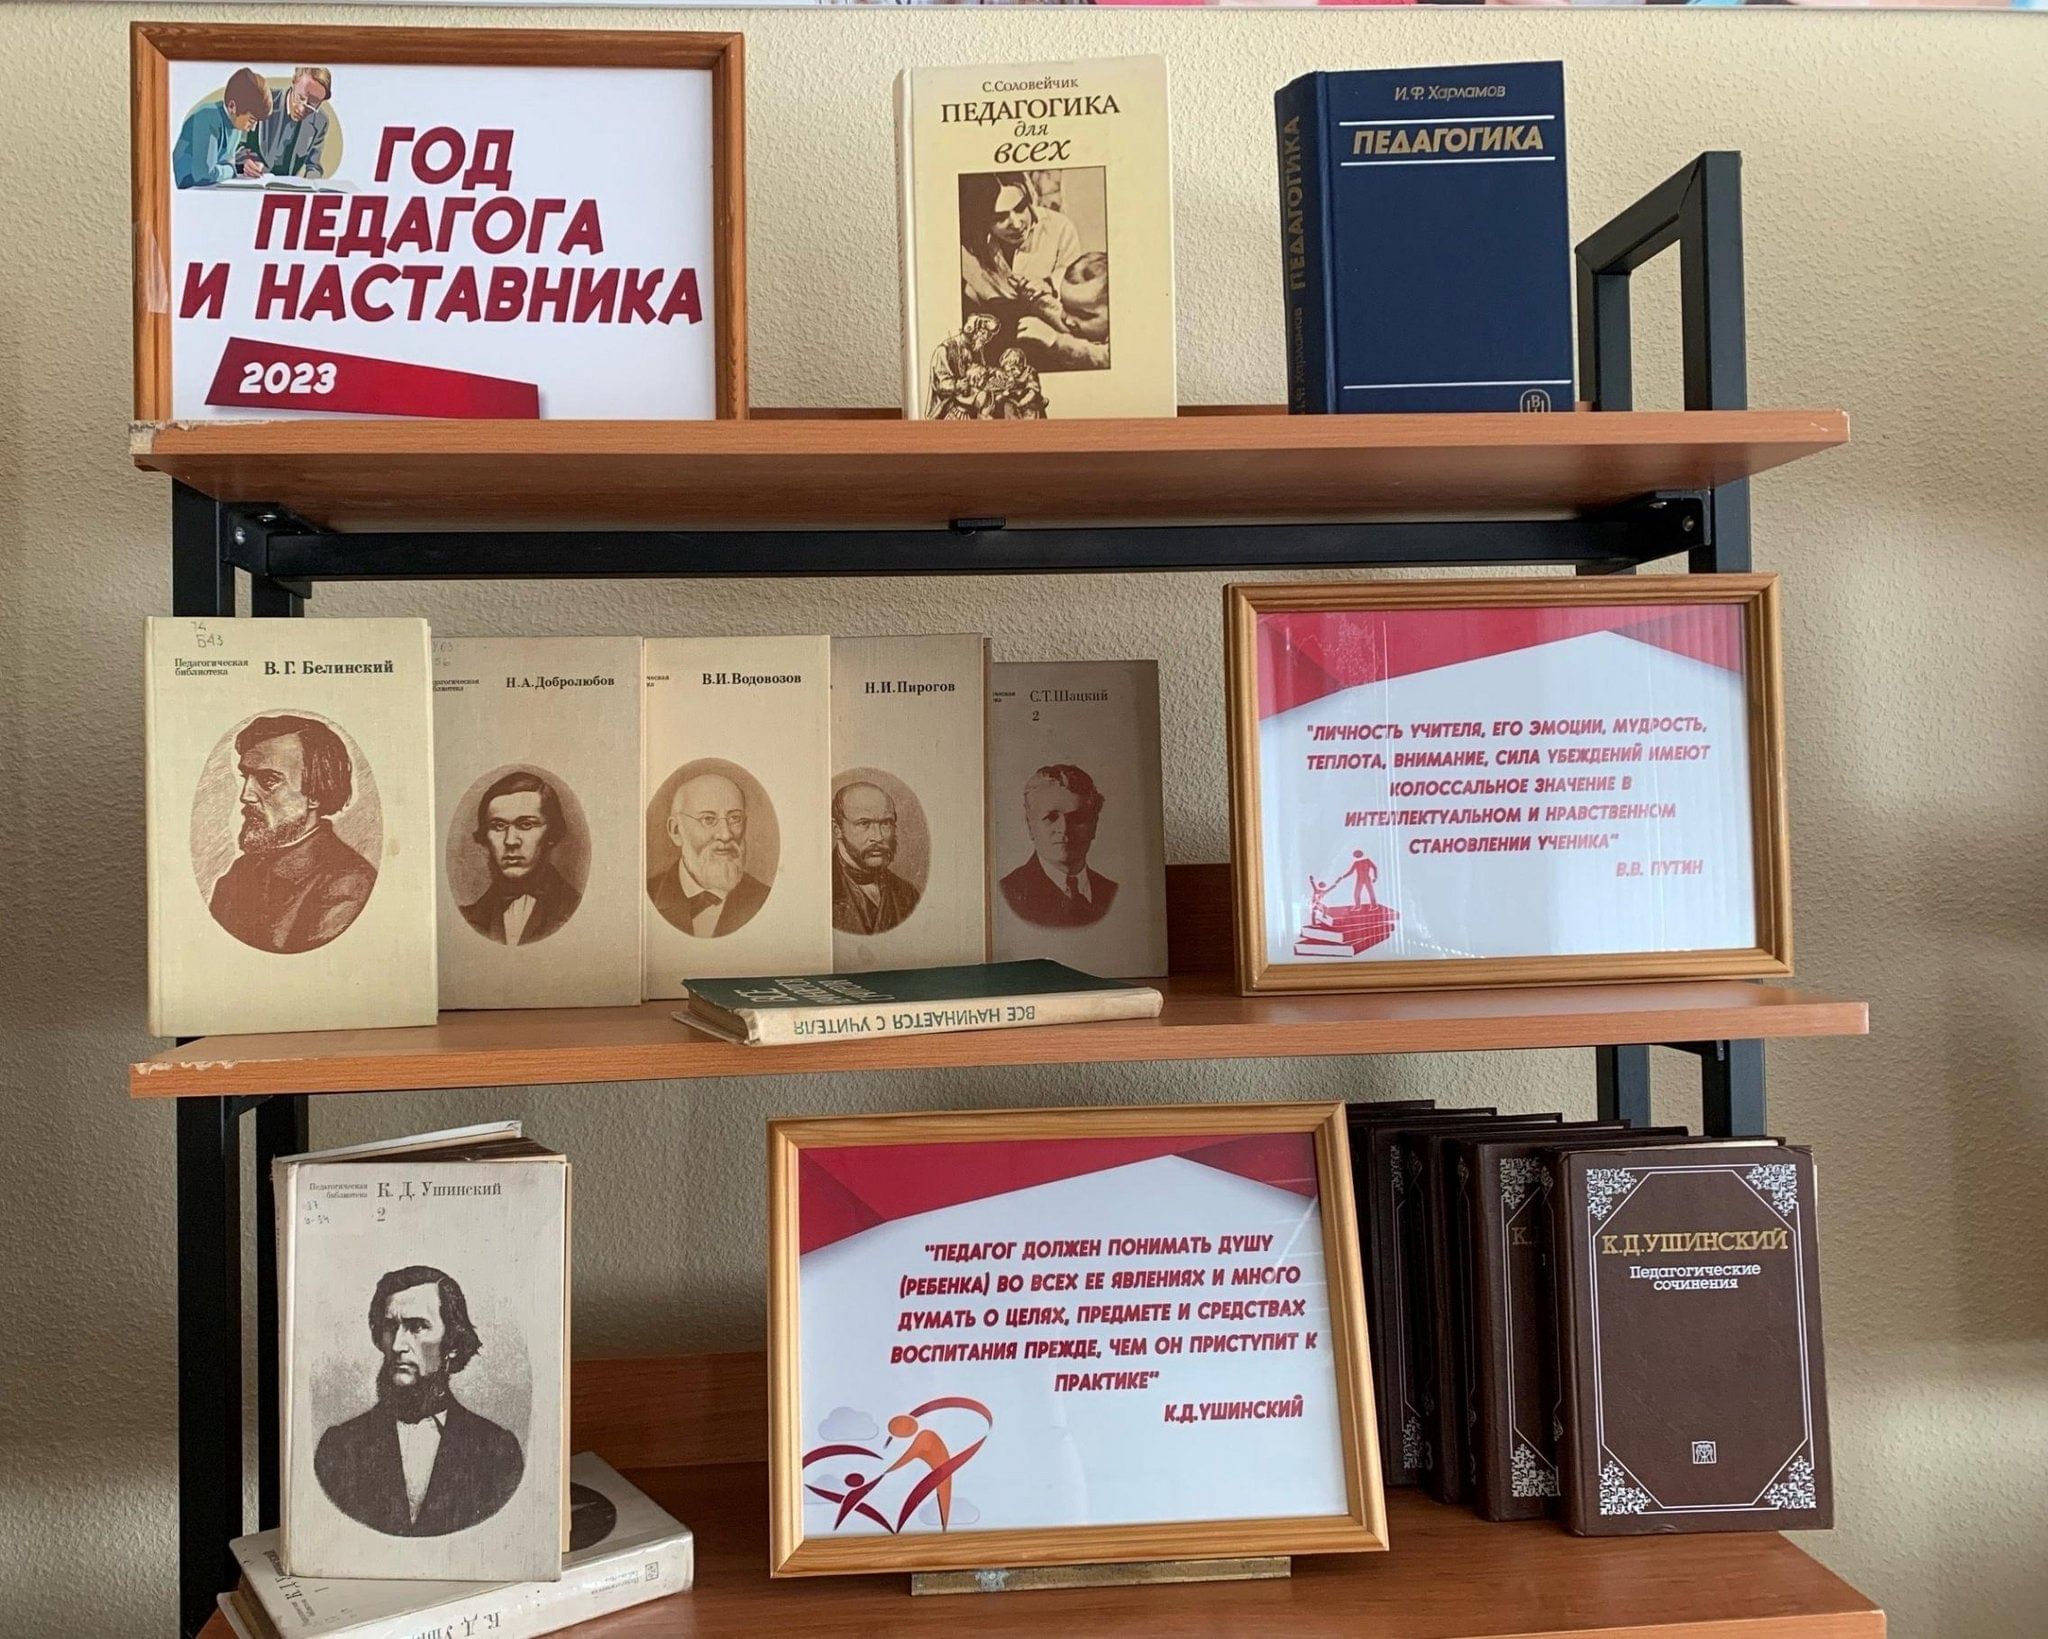 ГОД
ПЕДАГОГА
И НАСТАВНИКА
2023
С.Соловейчик
ПЕДАГОГИКА
для
всех
И.Ф. Харламов
ПЕДАГОГИКА
И.Ф. Харламов ПЕДАГОГИКА
74
Б43
Педагогическая
библиотека
В. Г. Белинский
Н.А.Добролюбов
В.И.Водовозов
Н.И.Пирогов
С.Т.Шацкий
2
ВСЕ НАЧИНАЕТСЯ С УЧИТЕЛЯ
"ЛИЧНОСТЬ УЧИТЕЛЯ, ЕГО ЭМОЦИИ, МУДРОСТЬ,
ТЕПЛОТА, ВНИМАНИЕ, СИЛА УБЕЖДЕНИЙ ИМЕЮТ
КОЛОССАЛЬНОЕ ЗНАЧЕНИЕ В
ИНТЕЛЛЕКТУАЛЬНОМ И НРАВСТВЕННОМ
СТАНОВЛЕНИИ УЧЕНИКА"
В.В. ПУТИН
Педагогическая
библиотека
К. Д. Ушинский
2
"ПЕДАГОГ ДОЛЖЕН ПОНИМАТЬ ДУШУ
(РЕБЕНКА) ВО ВСЕХ ЕЕ ЯВЛЕНИЯХ И МНОГО
ДУМАТЬ О ЦЕЛЯХ, ПРЕДМЕТЕ И СРЕДСТВАХ
ВОСПИТАНИЯ ПРЕЖДЕ, ЧЕМ ОН ПРИСТУПИТ К
ПРАКТИКЕ"
К.Д.УШИНСКИЙ
К.Д.УШИНСКИЙ
Педагогические
сочинения